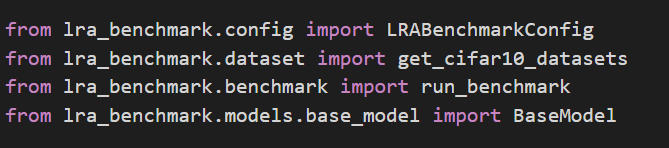 from lra_benchmark.config import LRABenchmarkConfig
from lra_benchmark.dataset import get_cifar10_datasets
from lra_benchmark.benchmark import run_benchmark
from lra_benchmark.models.base_model import BaseModel